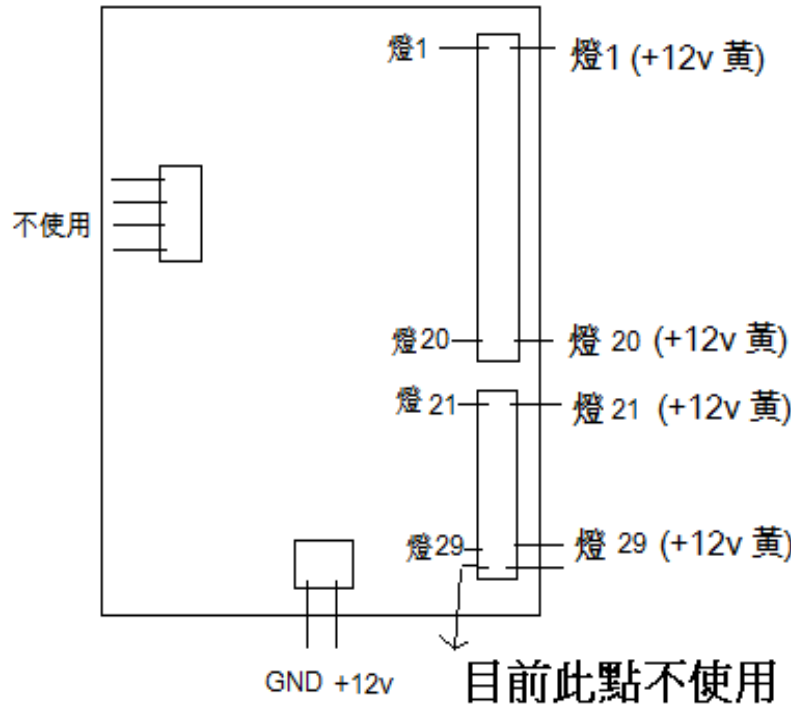 燈1 燈1 (+12v 黃)
不使用
燈20 燈 20 (+12v 黃)
燈 21 燈 21 (+12v 黃)
燈29 燈 29 (+12v 黃)
GND +12v 目前此點不使用